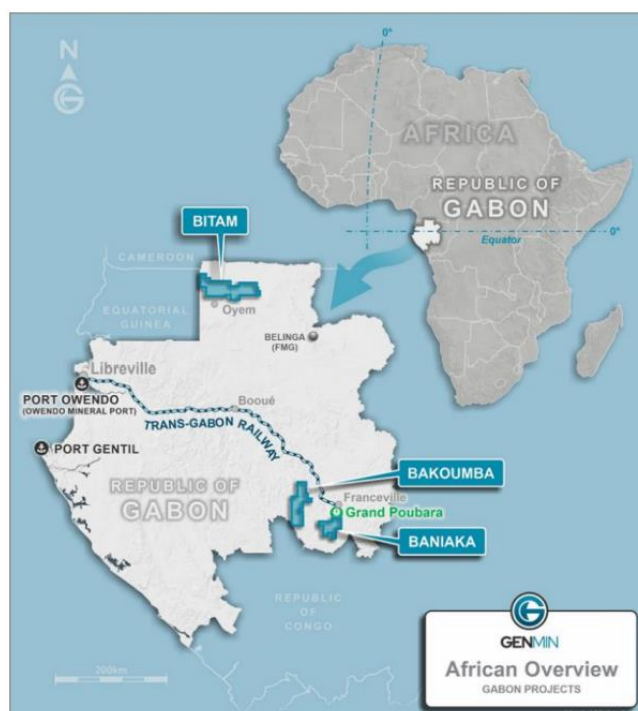 N
G
AFRICA
REPUBLIC OF
GABON
0°
0°
Equator
BITAM
CAMEROON
EQUATORIAL
GUINEA
Oyem
BELINGA
(FMG)
Libreville
PORT OWENDO
(OWENDO MINERAL PORT)
Booué
TRANS-GABON RAILWAY
PORT GENTIL
BAKOUMBA
REPUBLIC OF
GABON
Franceville
Grand Poubara
BANIAKA
REPUBLIC
OF
CONGO
200km
G
GENMIN
African Overview
GABON PROJECTS